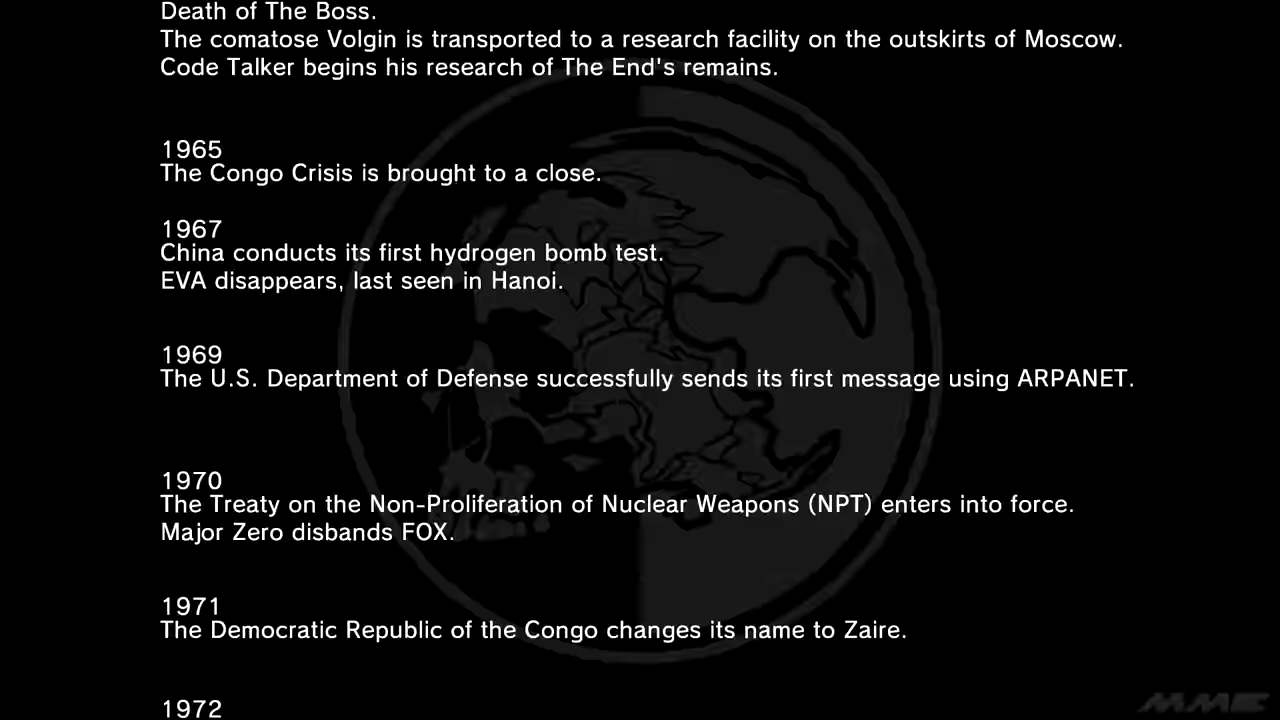 Death of The Boss.
The comatose Volgin is transported to a research facility on the outskirts of Moscow.
Code Talker begins his research of The End's remains.
1965
The Congo Crisis is brought to a close.
1967
China conducts its first hydrogen bomb test.
EVA disappears, last seen in Hanoi.
1969
The U.S. Department of Defense successfully sends its first message using ARPANET.
1970
The Treaty on the Non-Proliferation of Nuclear Weapons (NPT) enters into force.
Major Zero disbands FOX.
1971
The Democratic Republic of the Congo changes its name to Zaire.
1972